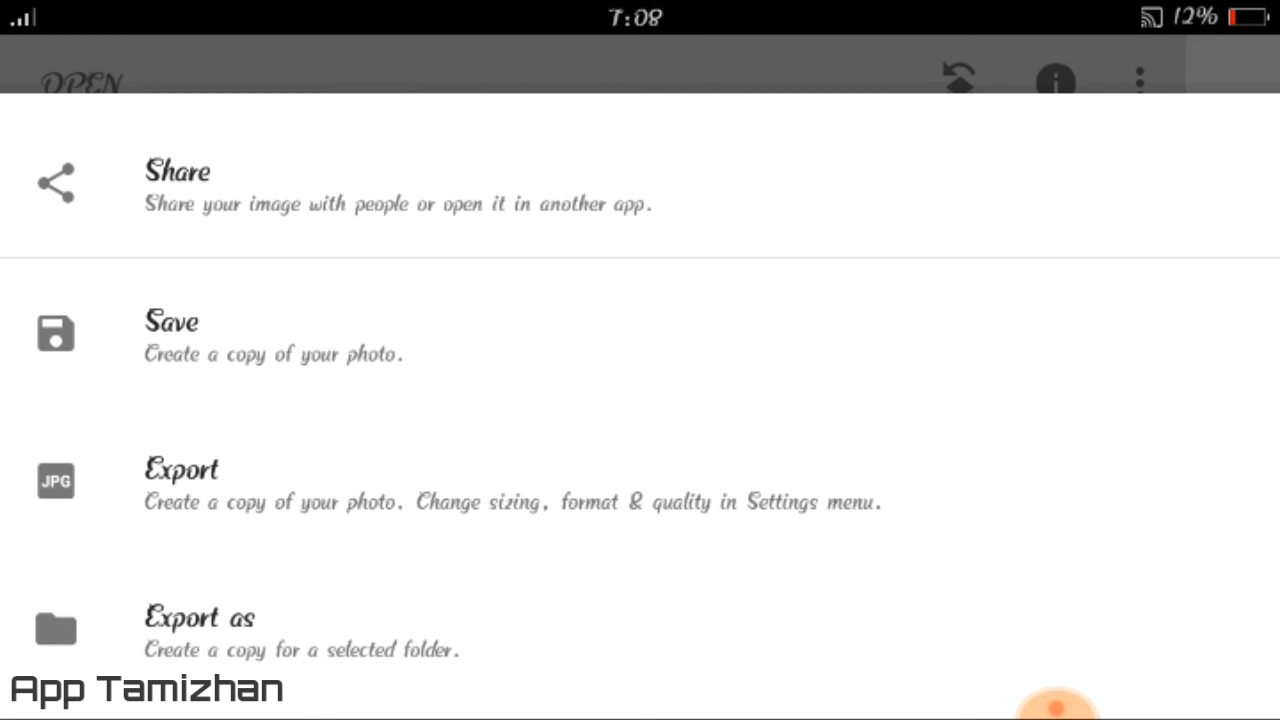 7:08
12%
OPEN
Share
Share your image with people or open it in another app.
Save
Create a copy of your photo.
JPG
Export
Create a copy of your photo. Change sizing, format & quality in Settings menu.
Export as
Create a copy for a selected folder.
App Tamizhan